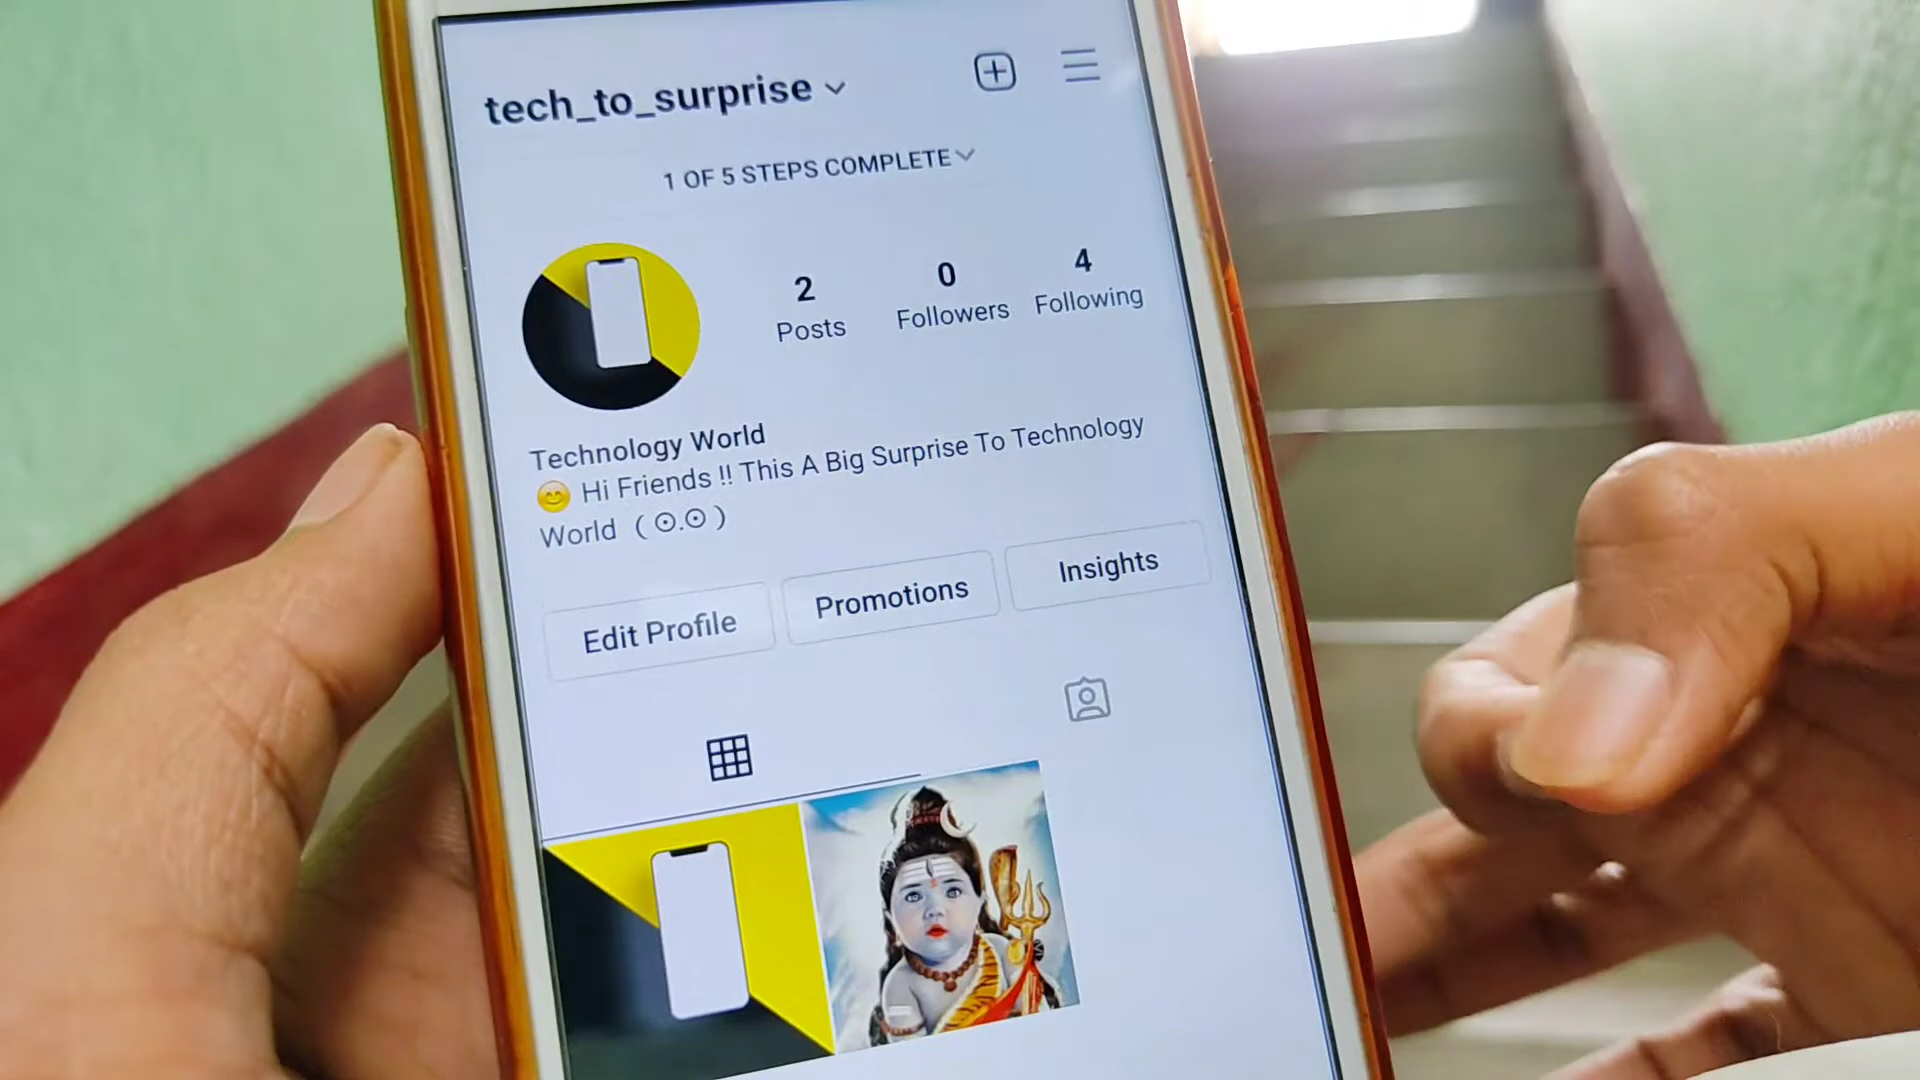 tech_to_surprise
1 OF 5 STEPS COMPLETE
2
Posts
0
Followers
4
Following
Technology World
😊 Hi Friends !! This A Big Surprise To Technology
World ( ⊙.⊙ )
Edit Profile
Promotions
Insights